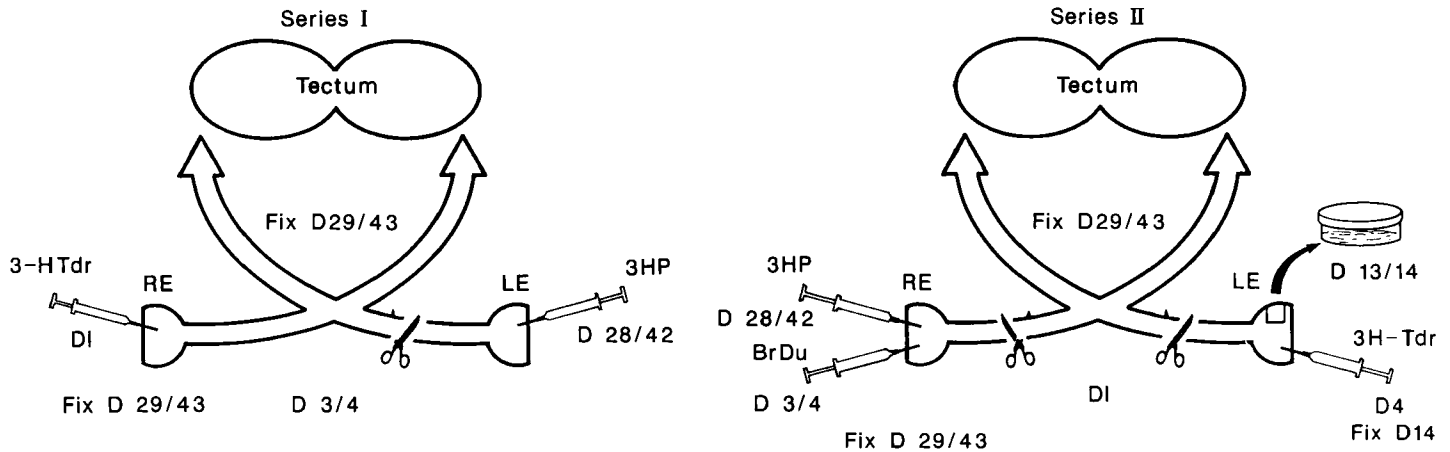 Series I
Tectum
Fix D29/43
3-HTdr
RE
DI
LE
3HP
D 28/42
Fix D 29/43
D 3/4
Series II
Tectum
Fix D29/43
3HP
RE
D 28/42
BrDu
D 3/4
Fix D 29/43
DI
LE
D 13/14
3H-Tdr
D4
Fix D14